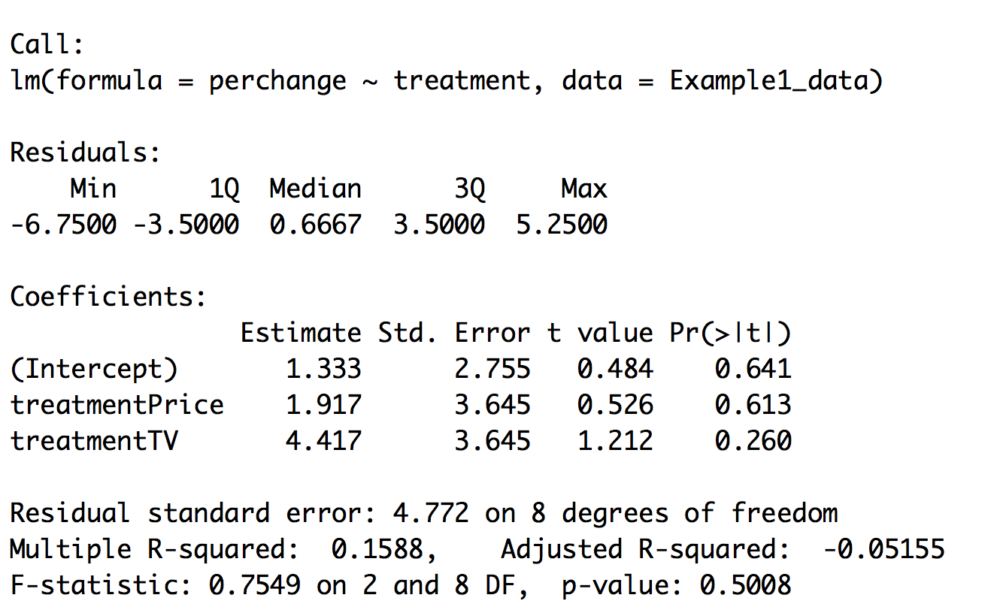 Call:
lm(formula = perchange ~ treatment, data = Example1_data)
Residuals:
Min 1Q Median 3Q Max
-6.7500 -3.5000 0.6667 3.5000 5.2500
Coefficients:
Estimate Std. Error t value Pr(>|t|)
(Intercept) 1.333 2.755 0.484 0.641
treatmentPrice 1.917 3.645 0.526 0.613
treatmentTV 4.417 3.645 1.212 0.260
Residual standard error: 4.772 on 8 degrees of freedom
Multiple R-squared: 0.1588, Adjusted R-squared: -0.05155
F-statistic: 0.7549 on 2 and 8 DF, p-value: 0.5008